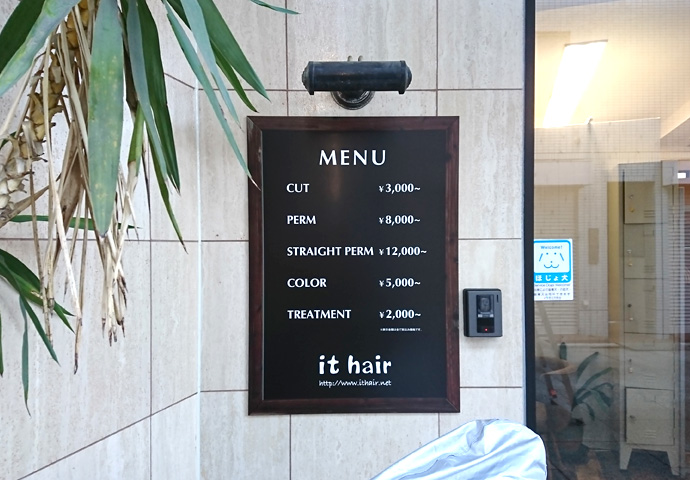 MENU
CUT ¥3,000~
PERM ¥8,000~
STRAIGHT PERM ¥12,000~
COLOR ¥5,000~
TREATMENT ¥2,000~
it hair
http://www.ithair.net
Welcome!
ほじょ犬